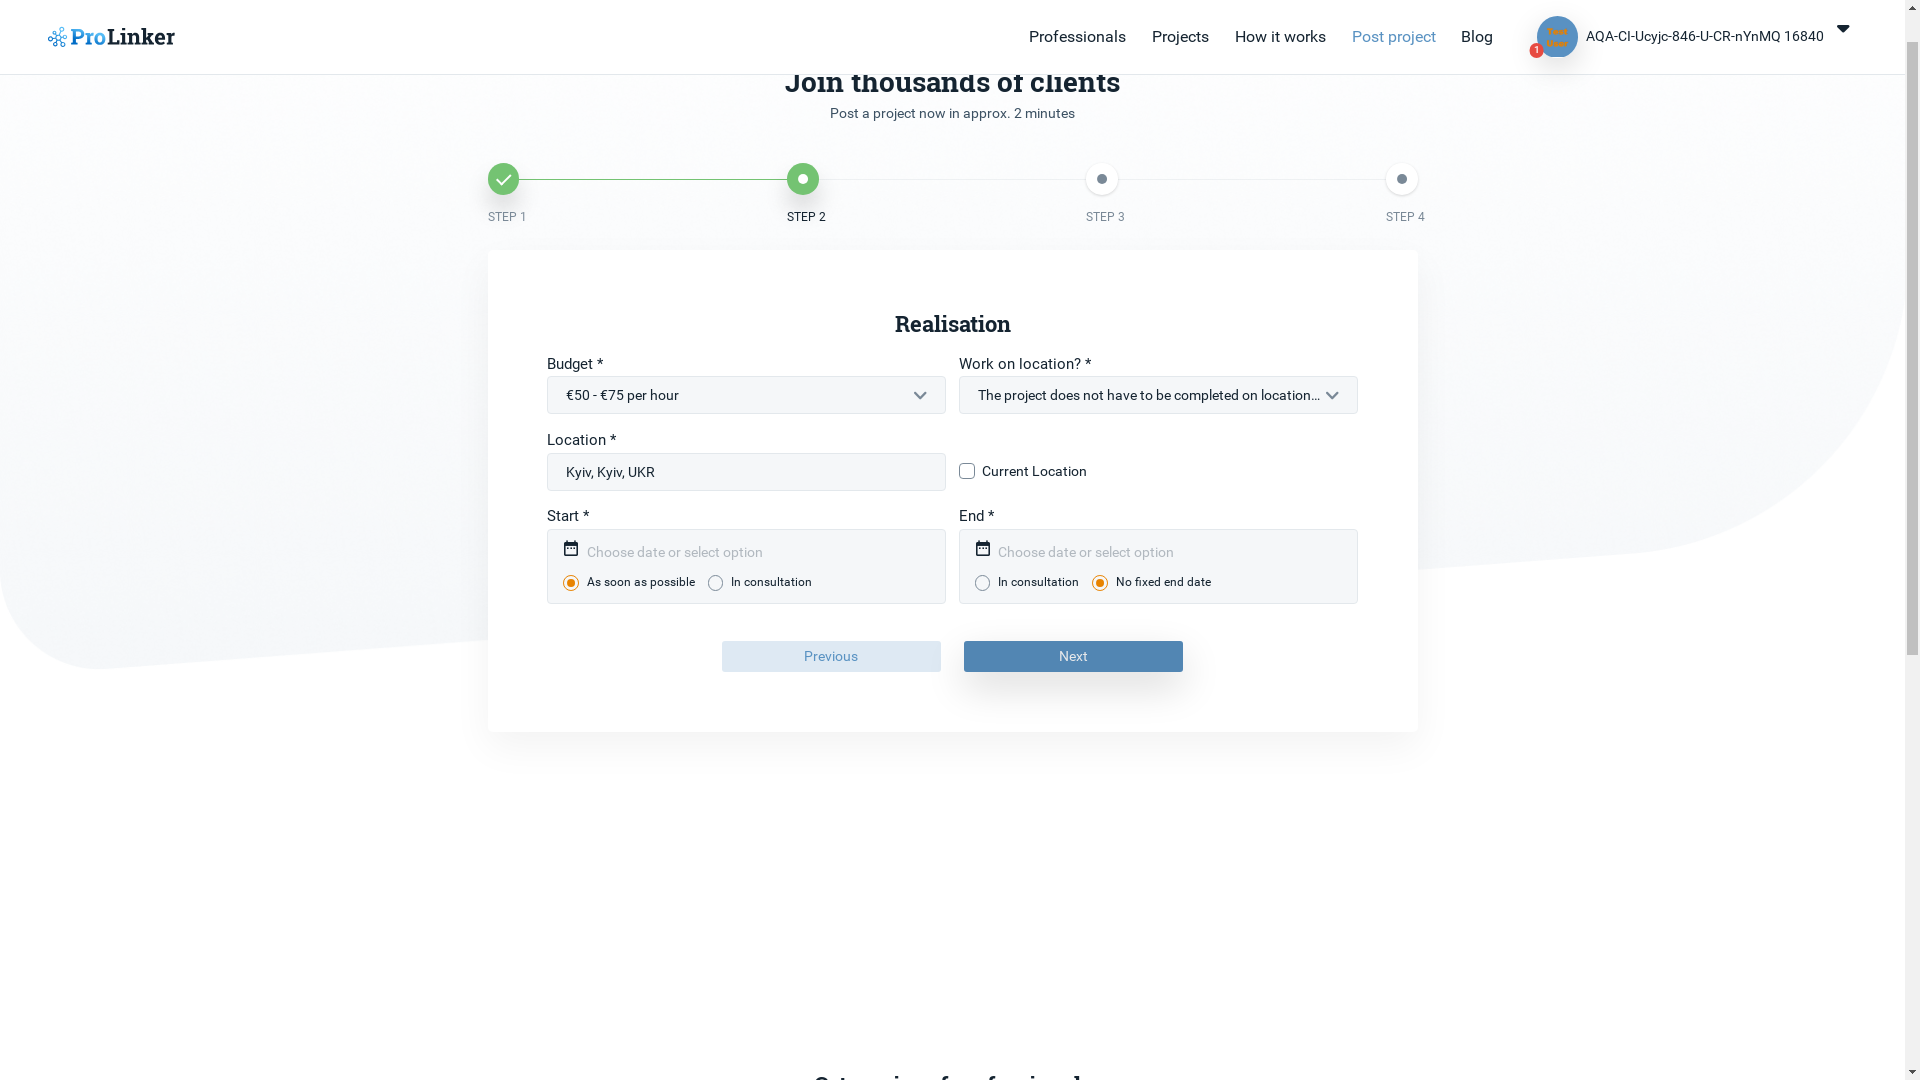 ProLinker
Professionals
Projects
How it works
Post project
Blog
Test
User
1
AQA-CI-Ucyjc-846-U-CR-nYnMQ 16840
Join thousands of clients
Post a project now in approx. 2 minutes
STEP 1
STEP 2
STEP 3
STEP 4
Realisation
Budget *
€50 - €75 per hour
Work on location? *
The project does not have to be completed on location...
Location *
Kyiv, Kyiv, UKR
Current Location
Start *
Choose date or select option
As soon as possible
In consultation
End *
Choose date or select option
In consultation
No fixed end date
Previous
Next